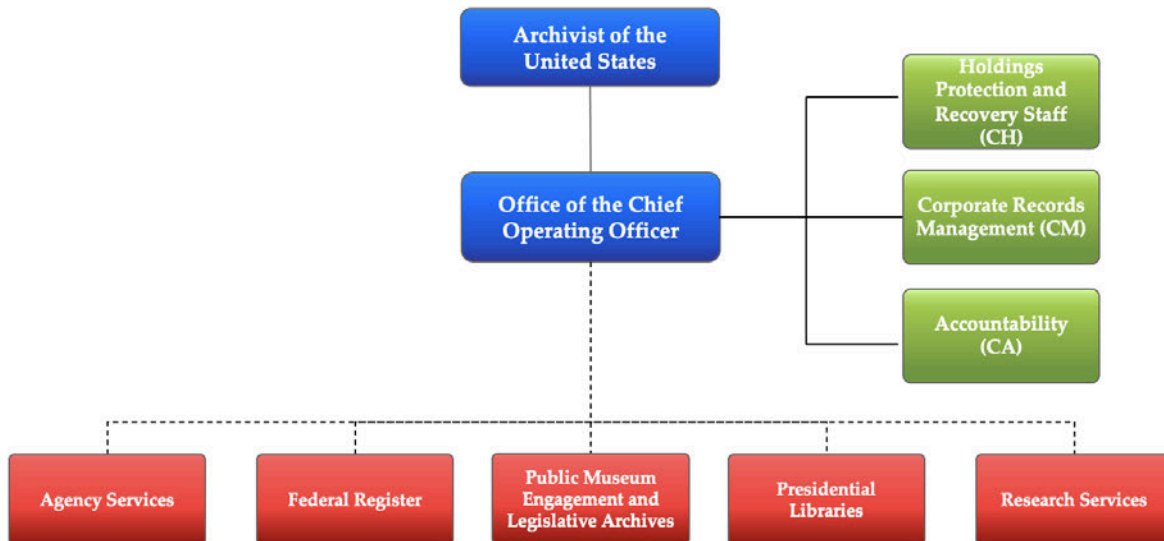 Archivist of the
United States
Holdings
Protection and
Recovery Staff
(CH)
Office of the Chief
Operating Officer
Corporate Records
Management (CM)
Accountability
(CA)
Agency Services
Federal Register
Public Museum
Engagement and
Legislative Archives
Presidential
Libraries
Research Services